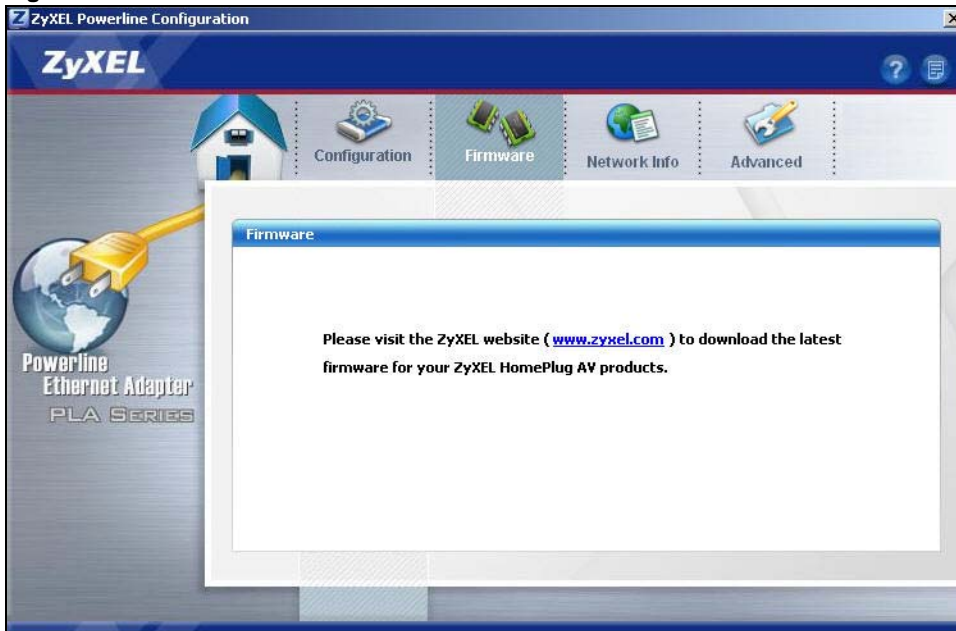 ZyXEL Powerline Configuration
ZyXEL
Configuration
Firmware
Network Info
Advanced
Firmware
Please visit the ZyXEL website ( www.zyxel.com ) to download the latest
firmware for your ZyXEL HomePlug AV products.
Powerline
Ethernet Adapter
PLA SERIES